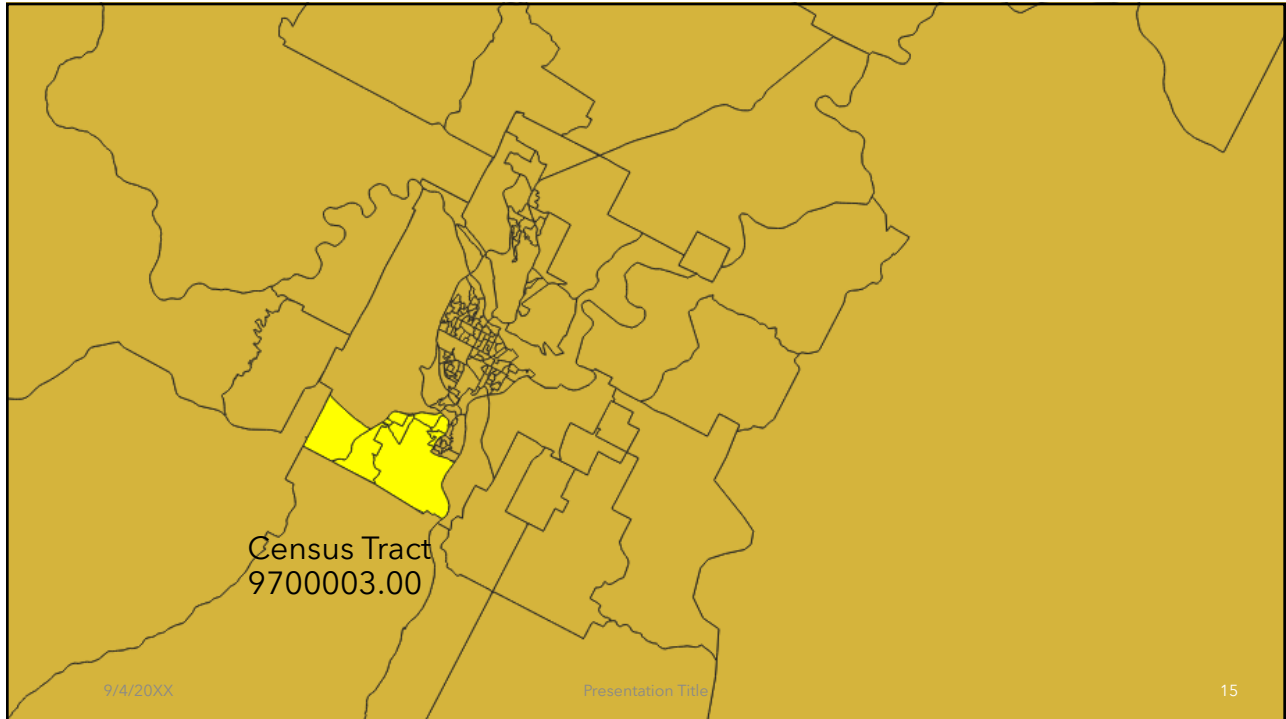 Census Tract
9700003.00
9/4/20XX
Presentation Title
15